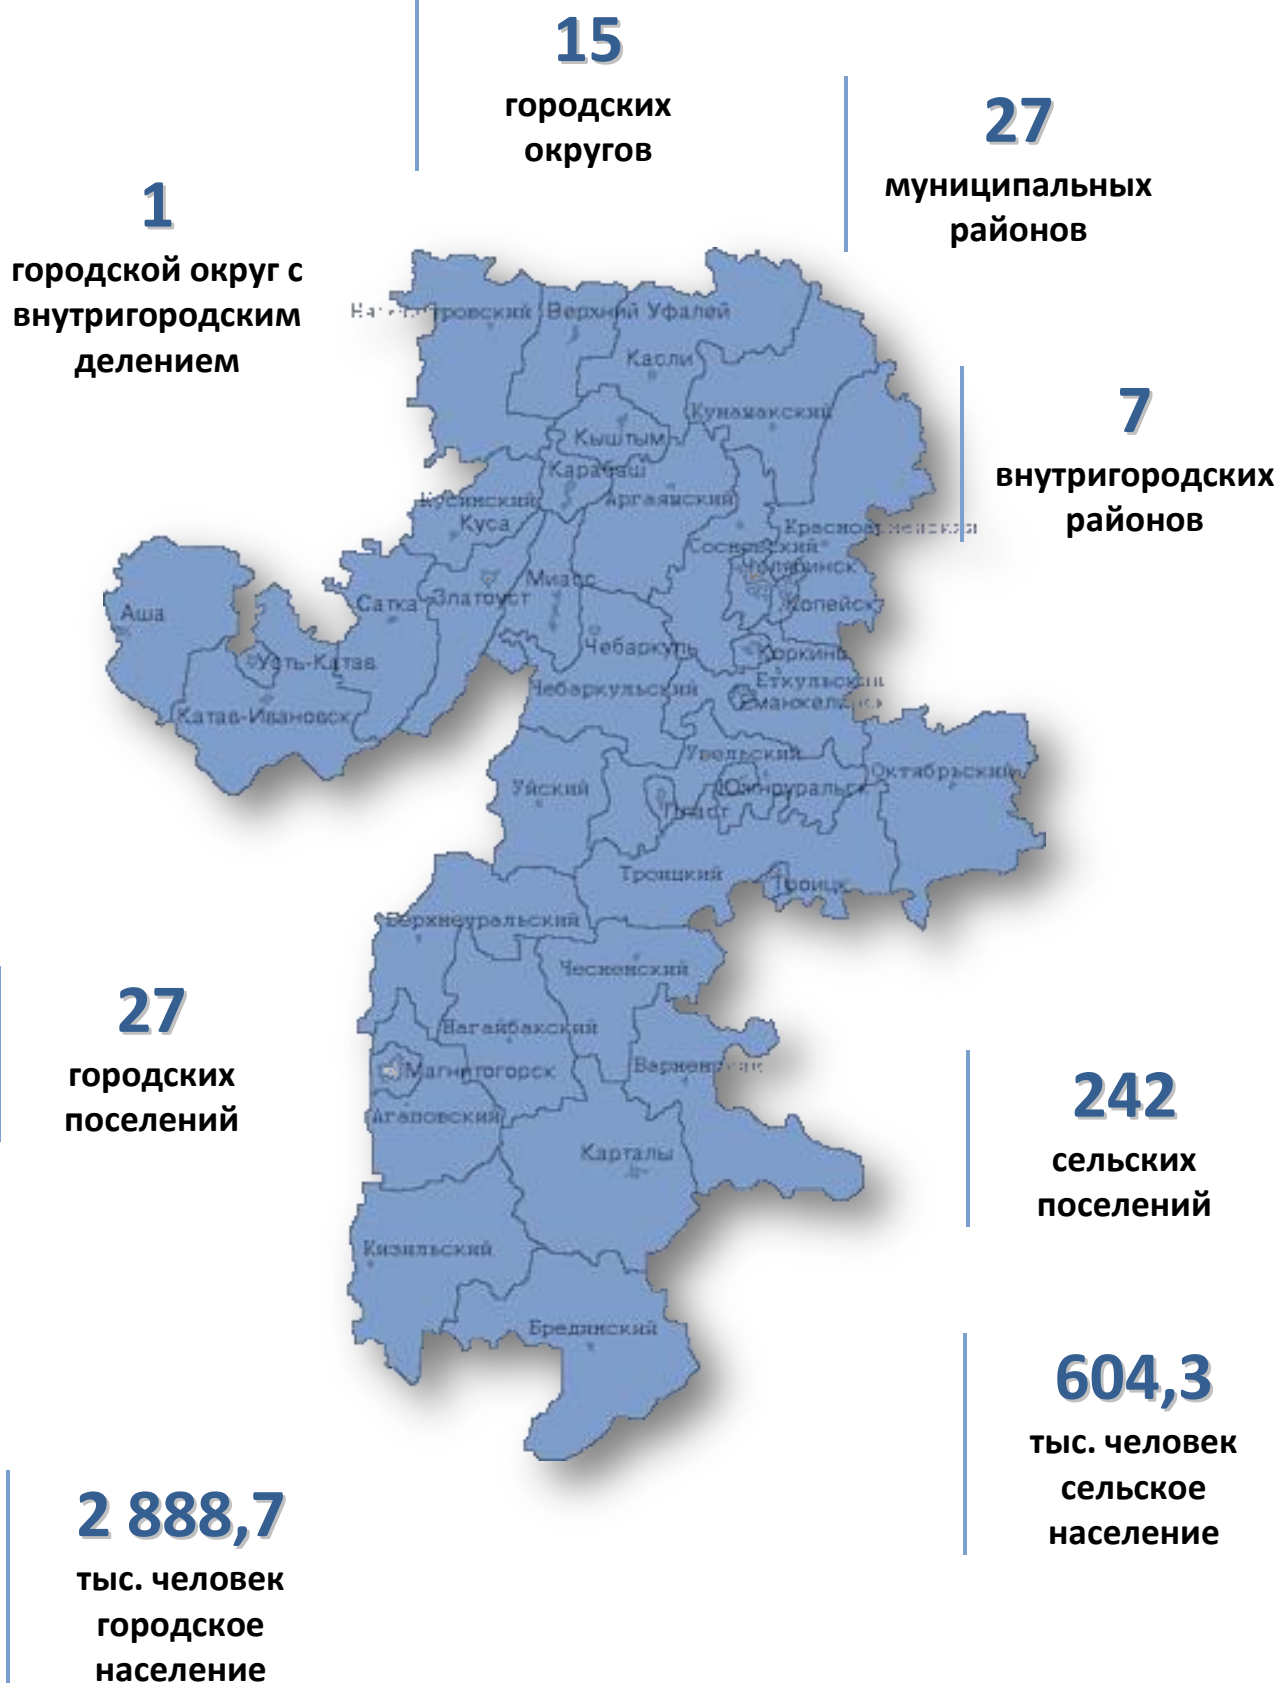 15
городских
округов
27
муниципальных
районов
1
городской округ с
внутригородским
делением
Верхний Уфалей
Касли
Кунашакский
7
внутригородских
районов
Кыштым
Карабаш
Аргаяшский
Кусинский
Куса
Сосновский
Челябинск
Миасс
Златоуст
Сатка
Аша
Копейск
Чебаркуль
Коркино
Усть-Катав
Чебаркульский
Еткульский
Катав-Ивановск
Увельский
Октябрьский
Уйский
Южноуральск
Пласт
Троицкий
Троицк
Верхнеуральский
Чесменский
27
городских
поселений
Нагайбакский
Варненский
Магнитогорск
Агаповский
Карталы
242
сельских
поселений
Кизильский
Брединский
604,3
тыс. человек
сельское
население
2 888,7
тыс. человек
городское
население